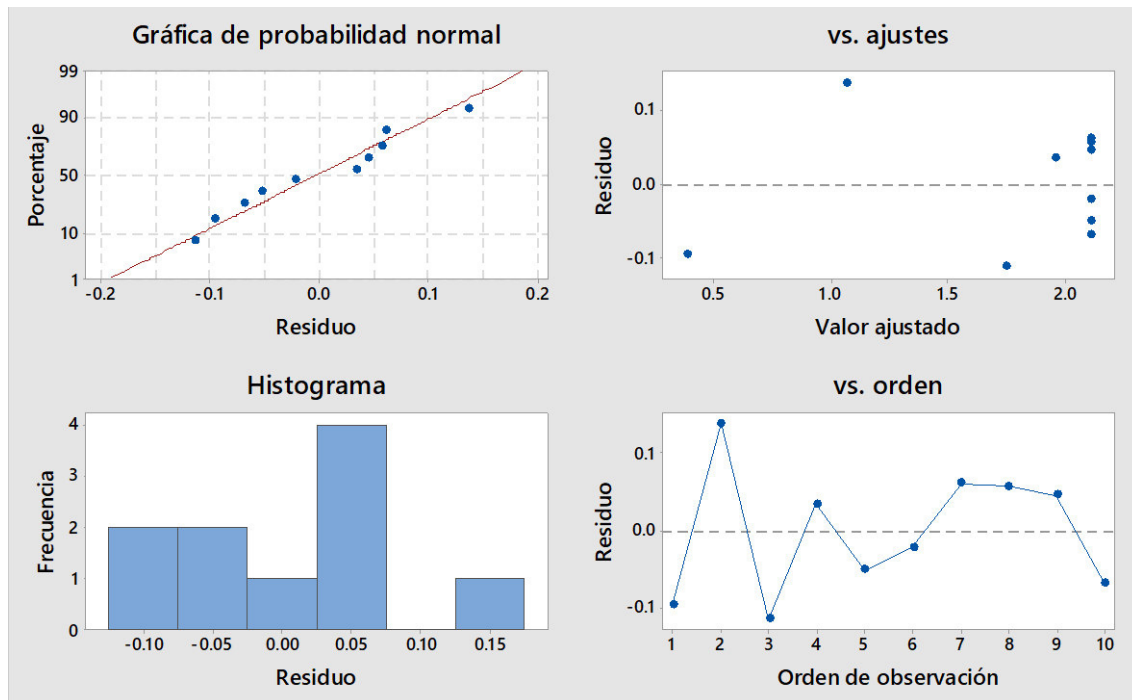 Gráfica de probabilidad normal
Porcentaje
99
90
50
10
1
-0.2 -0.1 0.0 0.1 0.2
Residuo
vs. ajustes
Residuo
0.1
0.0
-0.1
0.5 1.0 1.5 2.0
Valor ajustado
Histograma
Frecuencia
4
3
2
1
0
-0.10 -0.05 0.00 0.05 0.10 0.15
Residuo
vs. orden
Residuo
0.1
0.0
-0.1
1 2 3 4 5 6 7 8 9 10
Orden de observación